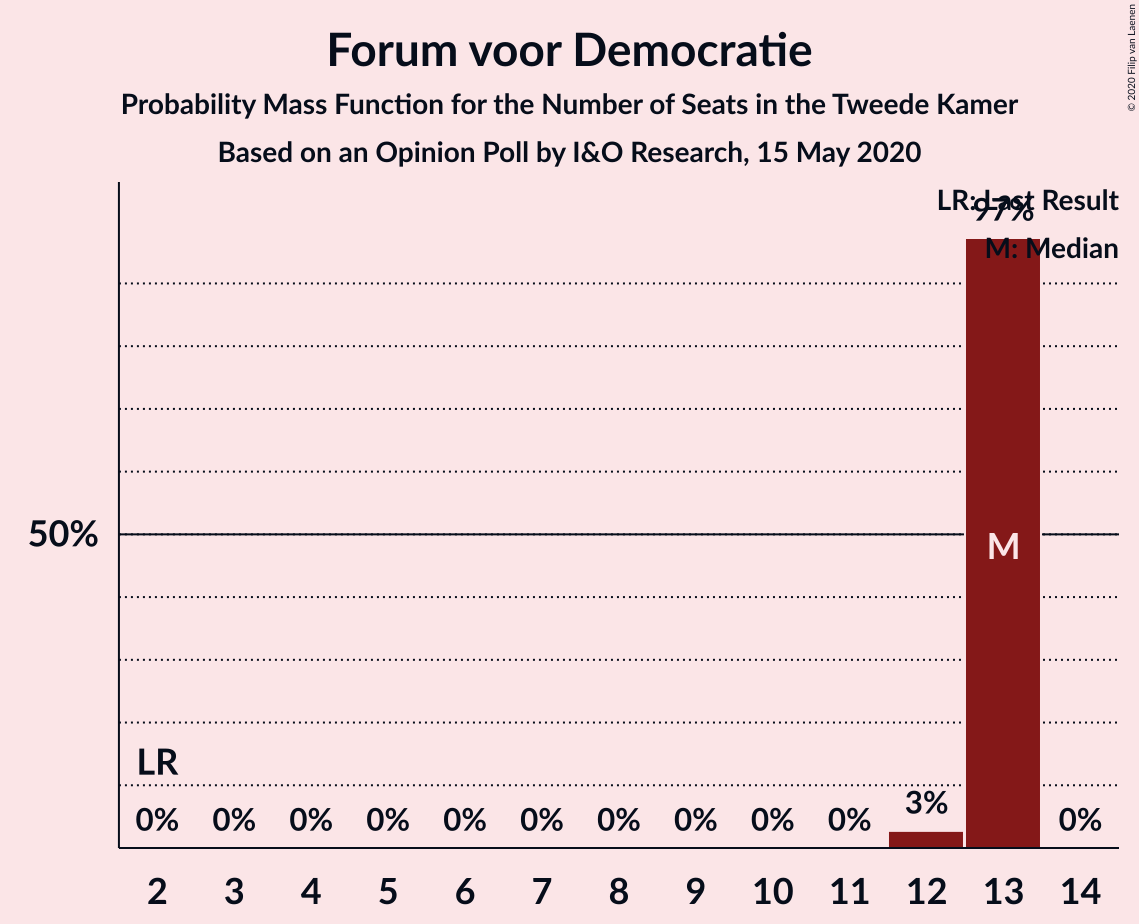 Forum voor Democratie
Probability Mass Function for the Number of Seats in the Tweede Kamer
Based on an Opinion Poll by I&O Research, 15 May 2020
© 2020 Filip van Laenen
LR: Last Result
97%
M: Median
50%
M
LR
0% 0% 0% 0% 0% 0% 0% 0% 0% 0% 3% 0%
2 3 4 5 6 7 8 9 10 11 12 13 14